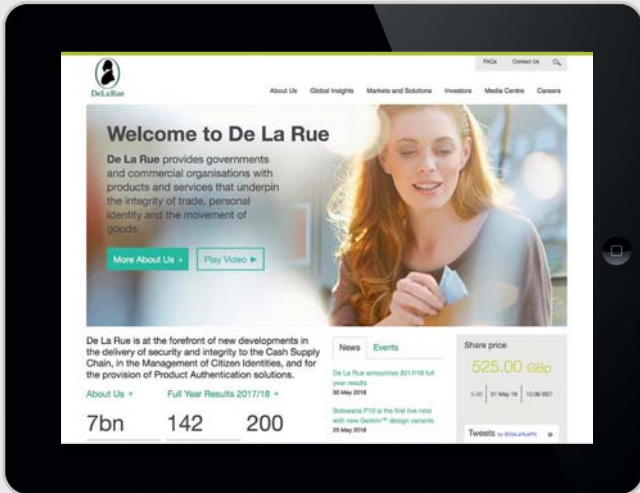 FAQs Contact Us
DeLaRue
About Us Global Insights Markets and Solutions Investors Media Centre Careers
Welcome to De La Rue
De La Rue provides governments
and commercial organisations with
products and services that underpin
the integrity of trade, personal
identity and the movement of
goods.
More About Us +
Play Video
De La Rue is at the forefront of new developments in
the delivery of security and integrity to the Cash Supply
Chain, in the Management of Citizen Identities, and for
the provision of Product Authentication solutions.
About Us + Full Year Results 2017/18 +
7bn 142 200
News Events
De La Rue announces 2017/18 full
year results
30 May 2018
Botswana P10 is the first live note
with new Gemini™ design variants
25 May 2018
Share price
525.00 GBp
31 May 18
Tweets by @DeLaRuePlc